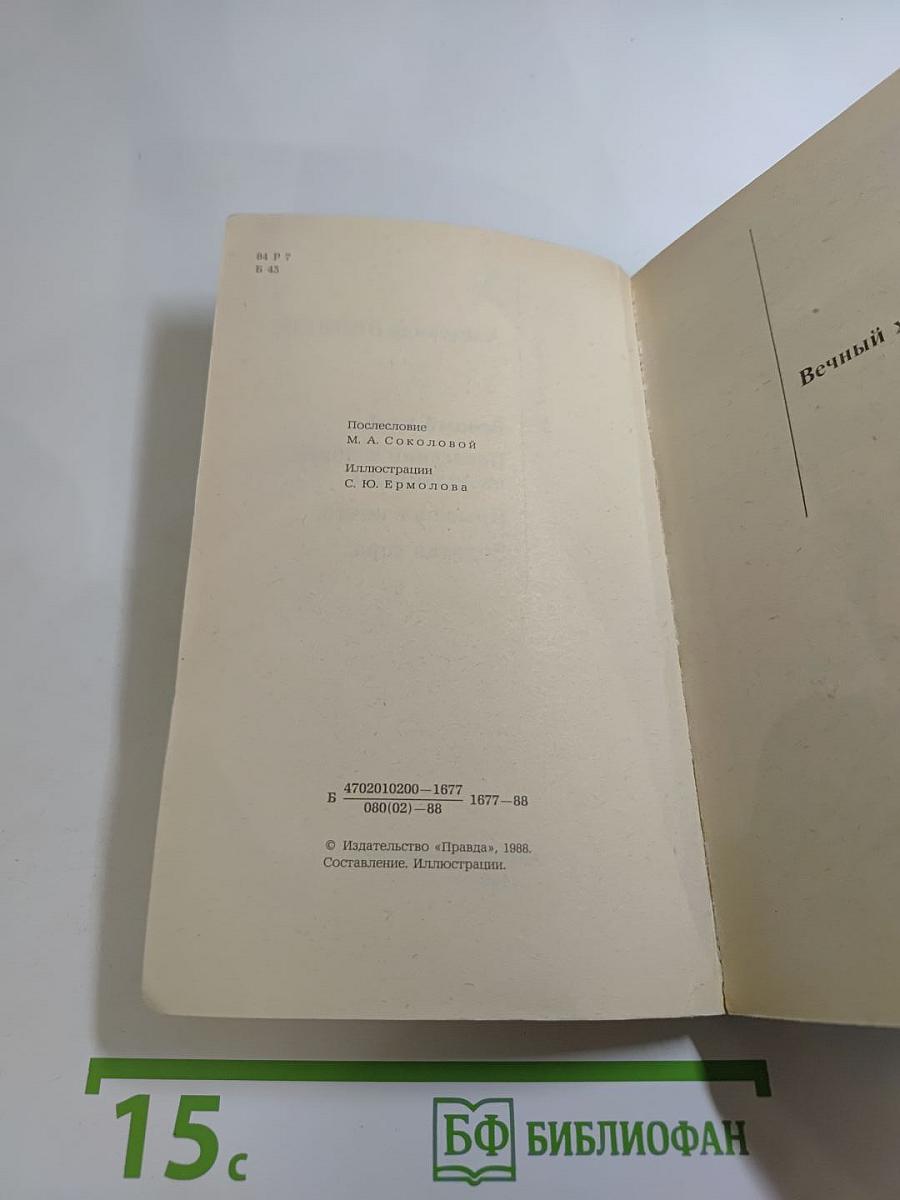 84 Р 7
Б 43
Послесловие
М. А. Соколовой
Иллюстрации
С. Ю. Ермолова
Б 4702010200—1677
080(02)—88
1677—88
© Издательство «Правда», 1988.
Составление. Иллюстрации.
Вечный
15 с
БФ БИБЛИОФАН